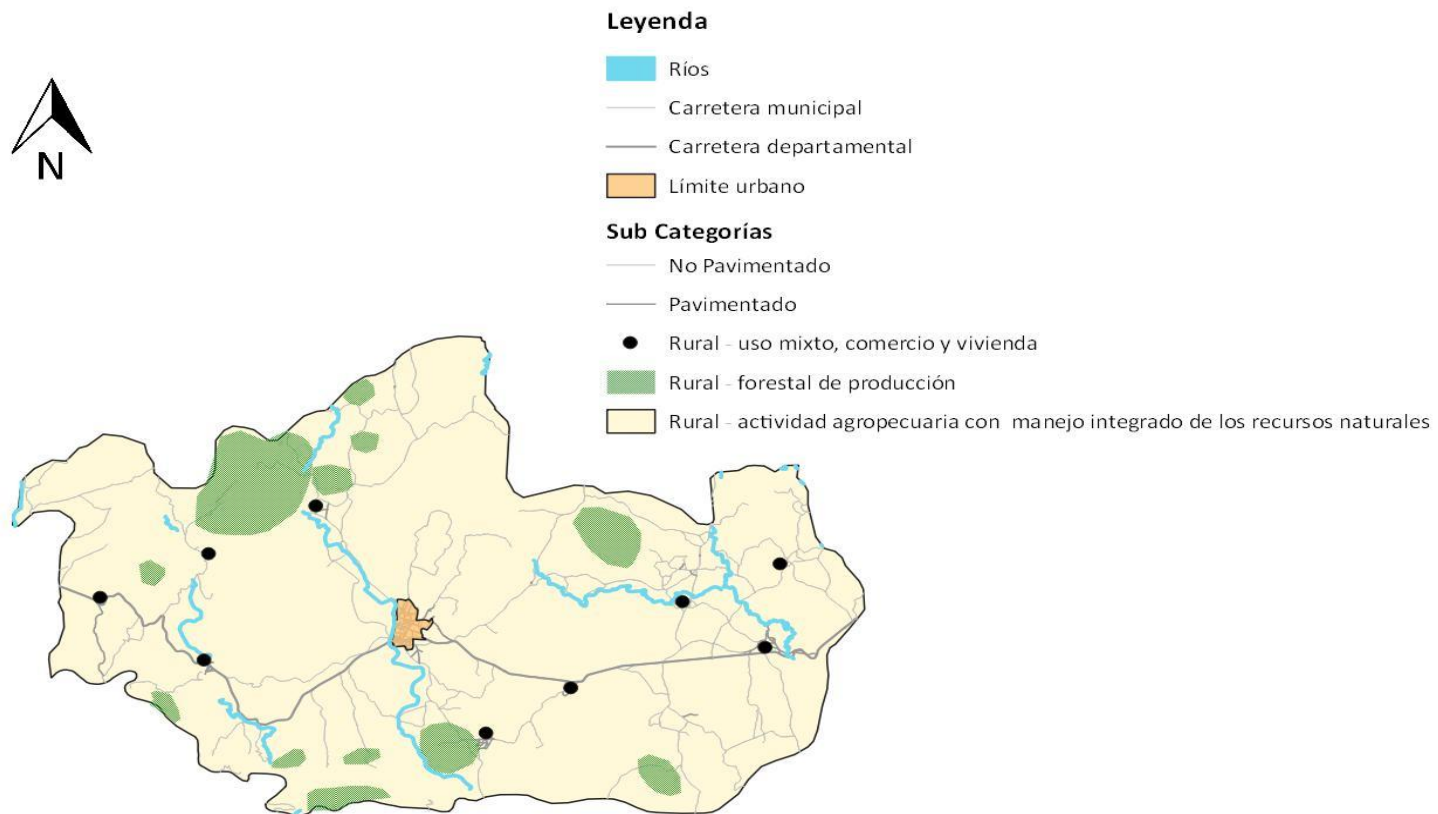 Leyenda
Ríos
Carretera municipal
Carretera departamental
Límite urbano
Sub Categorías
No Pavimentado
Pavimentado
Rural - uso mixto, comercio y vivienda
Rural - forestal de producción
Rural - actividad agropecuaria con manejo integrado de los recursos naturales
N